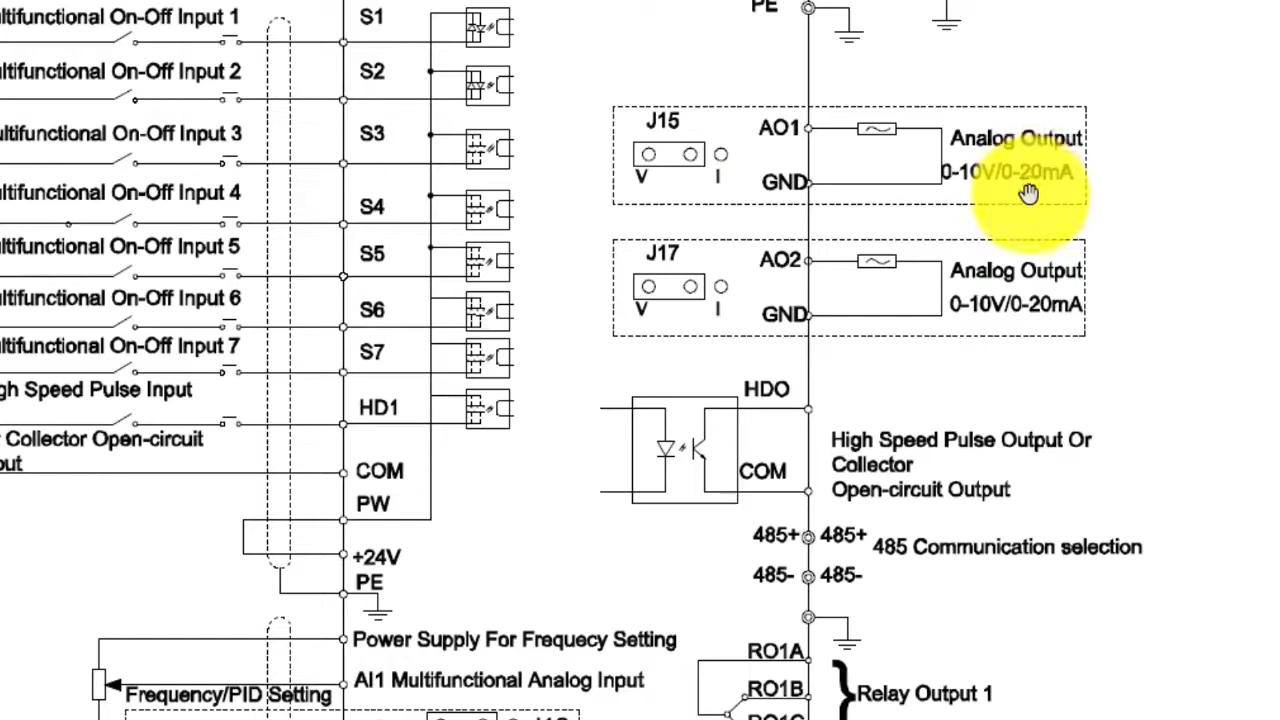 Multifunctional On-Off Input 1
S1
Multifunctional On-Off Input 2
S2
Multifunctional On-Off Input 3
S3
Multifunctional On-Off Input 4
S4
Multifunctional On-Off Input 5
S5
Multifunctional On-Off Input 6
S6
Multifunctional On-Off Input 7
S7
High Speed Pulse Input
HD1
Collector Open-circuit
COM
PW
+24V
PE
Power Supply For Frequecy Setting
AI1 Multifunctional Analog Input
Frequency/PID Setting
PE
J15
V
I
AO1
GND
Analog Output
0-10V/0-20mA
J17
V
I
AO2
GND
Analog Output
0-10V/0-20mA
HDO
COM
High Speed Pulse Output Or
Collector
Open-circuit Output
485+
485+
485 Communication selection
485-
485-
RO1A
RO1B
Relay Output 1